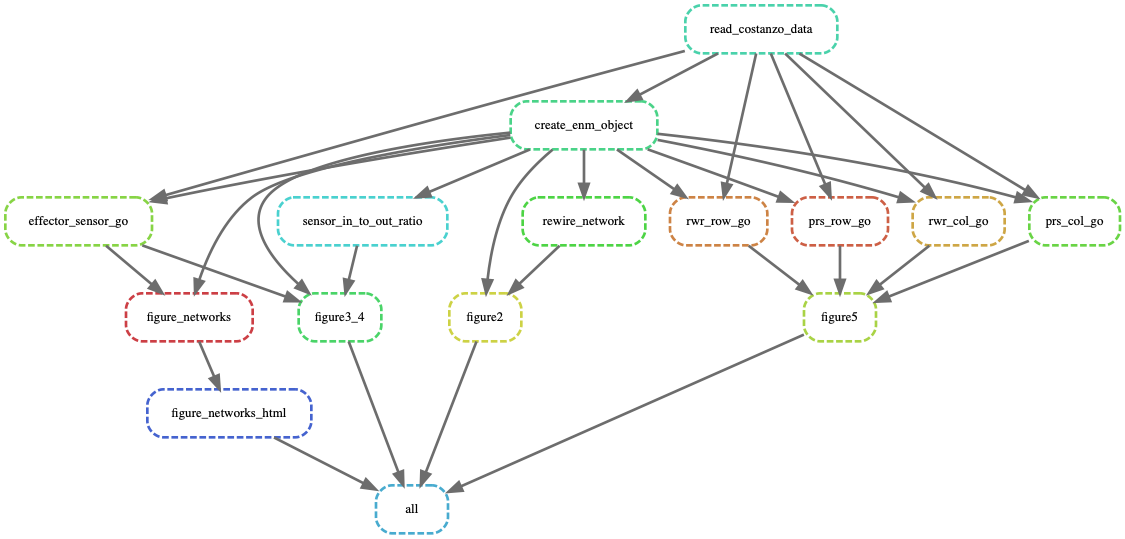 read_costanzo_data
create_enm_object
effector_sensor_go
sensor_in_to_out_ratio
rewire_network
rwr_row_go
prs_row_go
rwr_col_go
prs_col_go
figure_networks
figure3_4
figure2
figure5
figure_networks_html
all